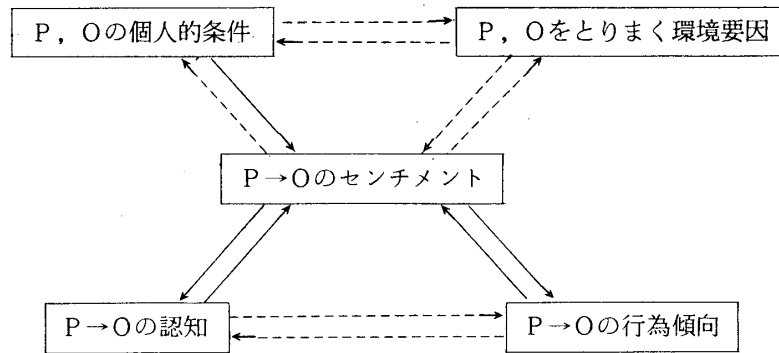 P，Oの個人的条件
P，Oをとりまく環境要因
P→Oのセンチメント
P→Oの認知
P→Oの行為傾向